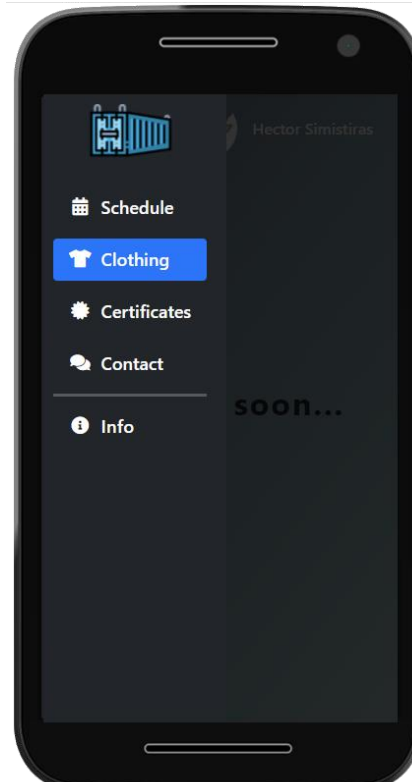 Hector Simistiras
Schedule
Clothing
Certificates
Contact
soon...
Info